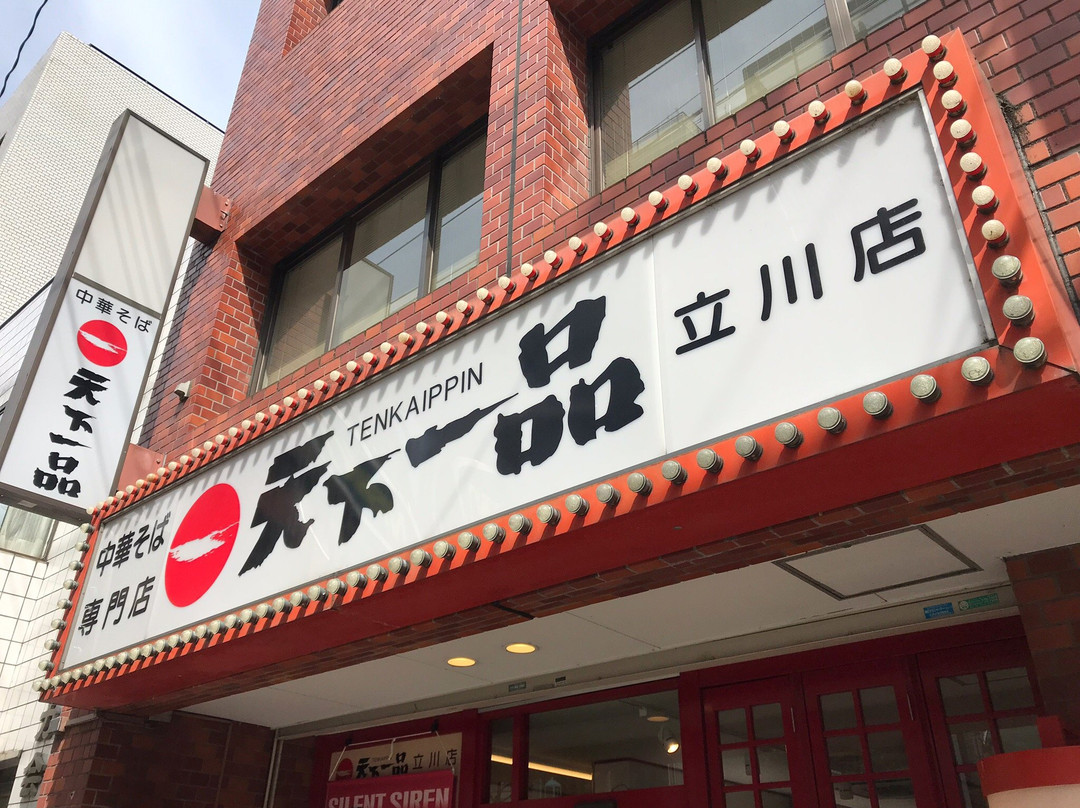 中華そば
天下一品
中華そば
専門店
TENKAIPPIN
天下一品
立川店
天下一品 立川店
SILENT SIREN